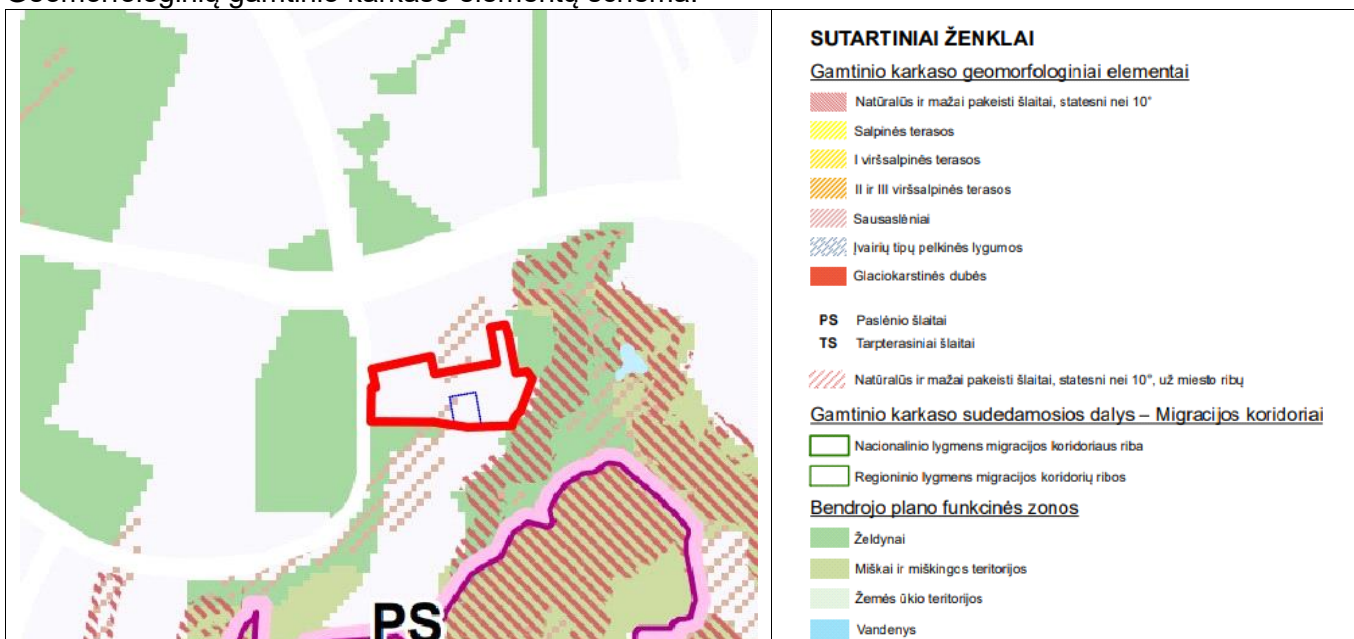 Geomorfologinių gamtinio karkaso elementų schema:
SUTARTINIAI ŽENKLAI
Gamtinio karkaso geomorfologiniai elementai
Natūralūs ir mažai pakeisti šlaitai, statesni nei 10°
Salpinės terasos
I viršsalpinės terasos
II ir III viršsalpinės terasos
Sausaslėniai
Įvairių tipų pelkinės lygumos
Glaciokarstinės dubės
PS Paslėnio šlaitai
TS Tarpterasiniai šlaitai
Natūralūs ir mažai pakeisti šlaitai, statesni nei 10°, už miesto ribų
Gamtinio karkaso sudedamosios dalys – Migracijos koridoriai
Nacionalinio lygmens migracijos koridoriaus riba
Regioninio lygmens migracijos koridorių ribos
Bendrojo plano funkcinės zonos
Želdynai
Miškai ir miškingos teritorijos
Žemės ūkio teritorijos
Vandenys
PS